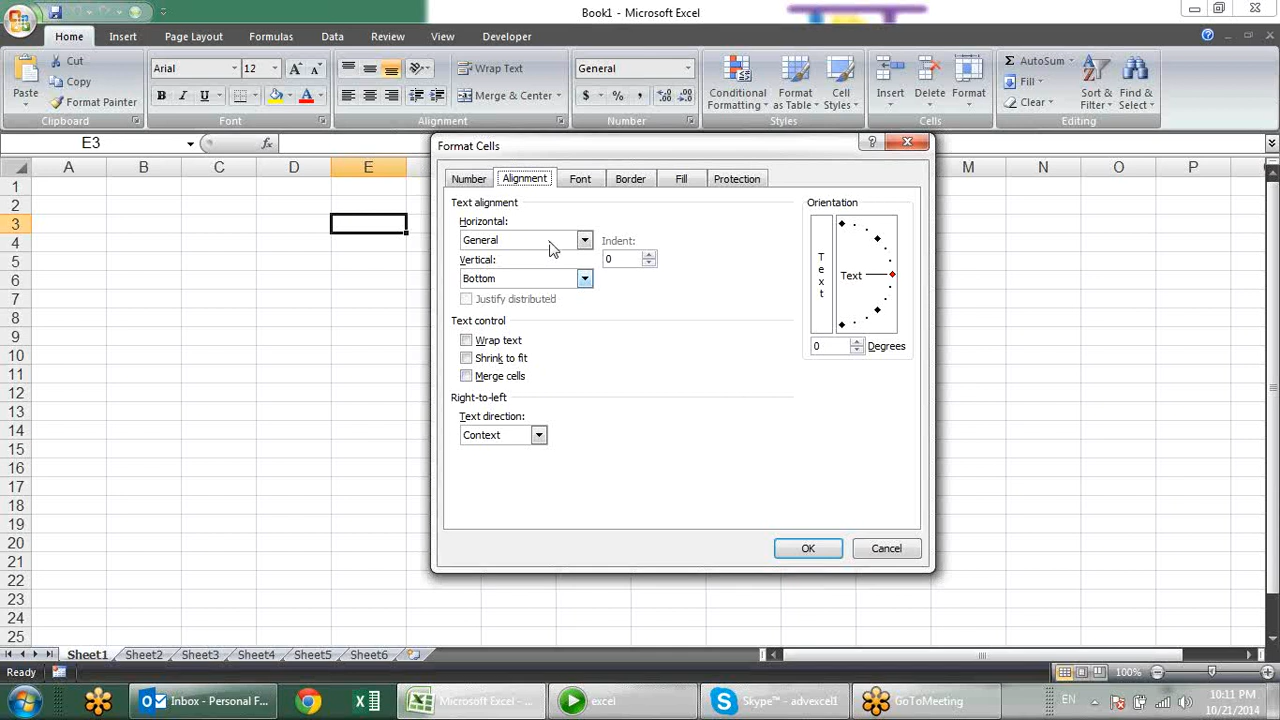 Book1 - Microsoft Excel
Home Insert Page Layout Formulas Data Review View Developer
Cut Arial 12 Wrap Text General AutoSum
Copy Fill
Paste Format Painter B I U Merge & Center $ % , Conditional Formatting Format as Table Cell Styles Insert Delete Format Clear Sort & Filter Find & Select
Clipboard Font Alignment Number Styles Cells Editing
E3 fx
Format Cells
A B C D E M N O P
Number Alignment Font Border Fill Protection
Text alignment Orientation
Horizontal:
General Indent:
Vertical: 0
Bottom
Justify distributed
Text Text
Text control
Wrap text
0 Degrees
Shrink to fit
Merge cells
Right-to-left
Text direction:
Context
OK Cancel
1
2
3
4
5
6
7
8
9
10
11
12
13
14
15
16
17
18
19
20
21
22
23
24
25
Sheet1 Sheet2 Sheet3 Sheet4 Sheet5 Sheet6
Ready 100%
Inbox - Personal F... Microsoft Excel - ... excel Skype™ - advexcel1 GoToMeeting EN 10:11 PM
10/21/2014